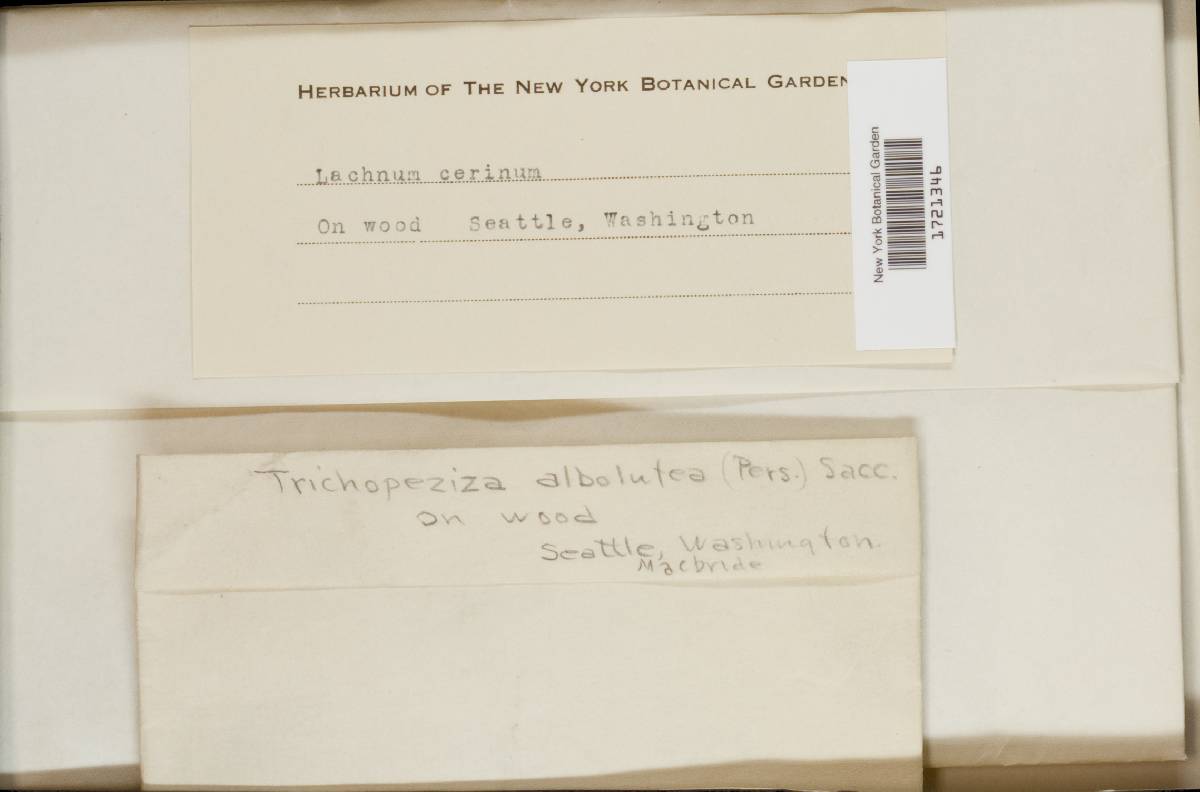 HERBARIUM OF THE NEW YORK BOTANICAL GARDEN
Lachnum cerinum
On wood Seattle, Washington
New York Botanical Garden
1721346
Trichopeziza albolutea (Pers.) Sacc.
on wood
Seattle, Washington.
Macbride